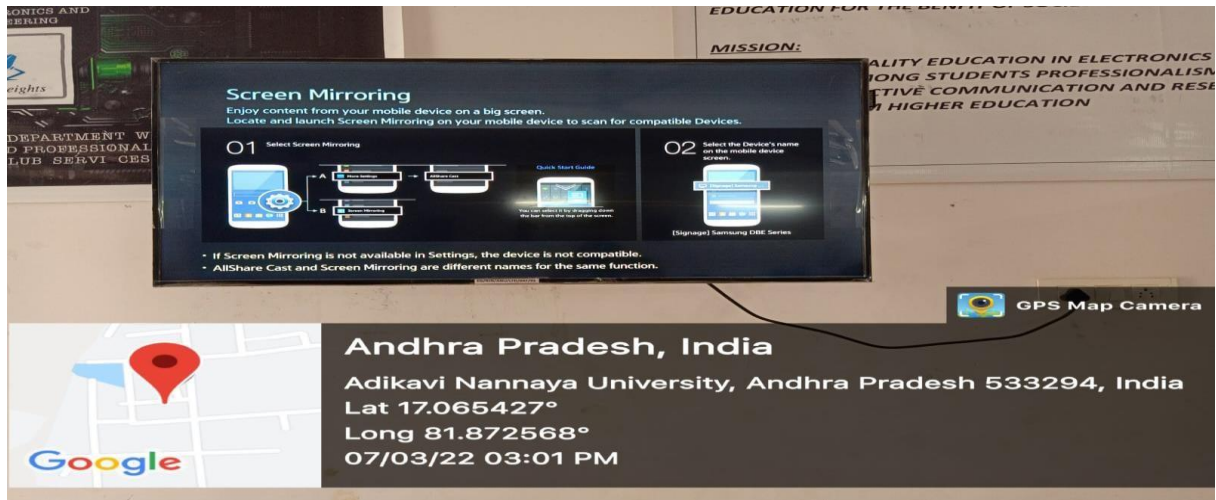 ONICS AND
EERING
eights
DEPARTMENT W
D PROFESSIONAL
LUB SERVI CES
EDUCATION FOR THE
MISSION:
ALITY EDUCATION IN ELECTRONICS
ONG STUDENTS PROFESSIONALISM
CTIVE COMMUNICATION AND RESE
HIGHER EDUCATION
Screen Mirroring
Enjoy content from your mobile device on a big screen.
Locate and launch Screen Mirroring on your mobile device to scan for compatible Devices.
01 Select Screen Mirroring
A More Settings AllShare Cast
B Screen Mirroring
Quick Start Guide
You can select it by dragging down
the bar from the top of the screen.
02 Select the Device's name
on the mobile device
screen.
[Signage] Samsung
[Signage] Samsung DBE Series
• If Screen Mirroring is not available in Settings, the device is not compatible.
• AllShare Cast and Screen Mirroring are different names for the same function.
GPS Map Camera
Google
Andhra Pradesh, India
Adikavi Nannaya University, Andhra Pradesh 533294, India
Lat 17.065427°
Long 81.872568°
07/03/22 03:01 PM